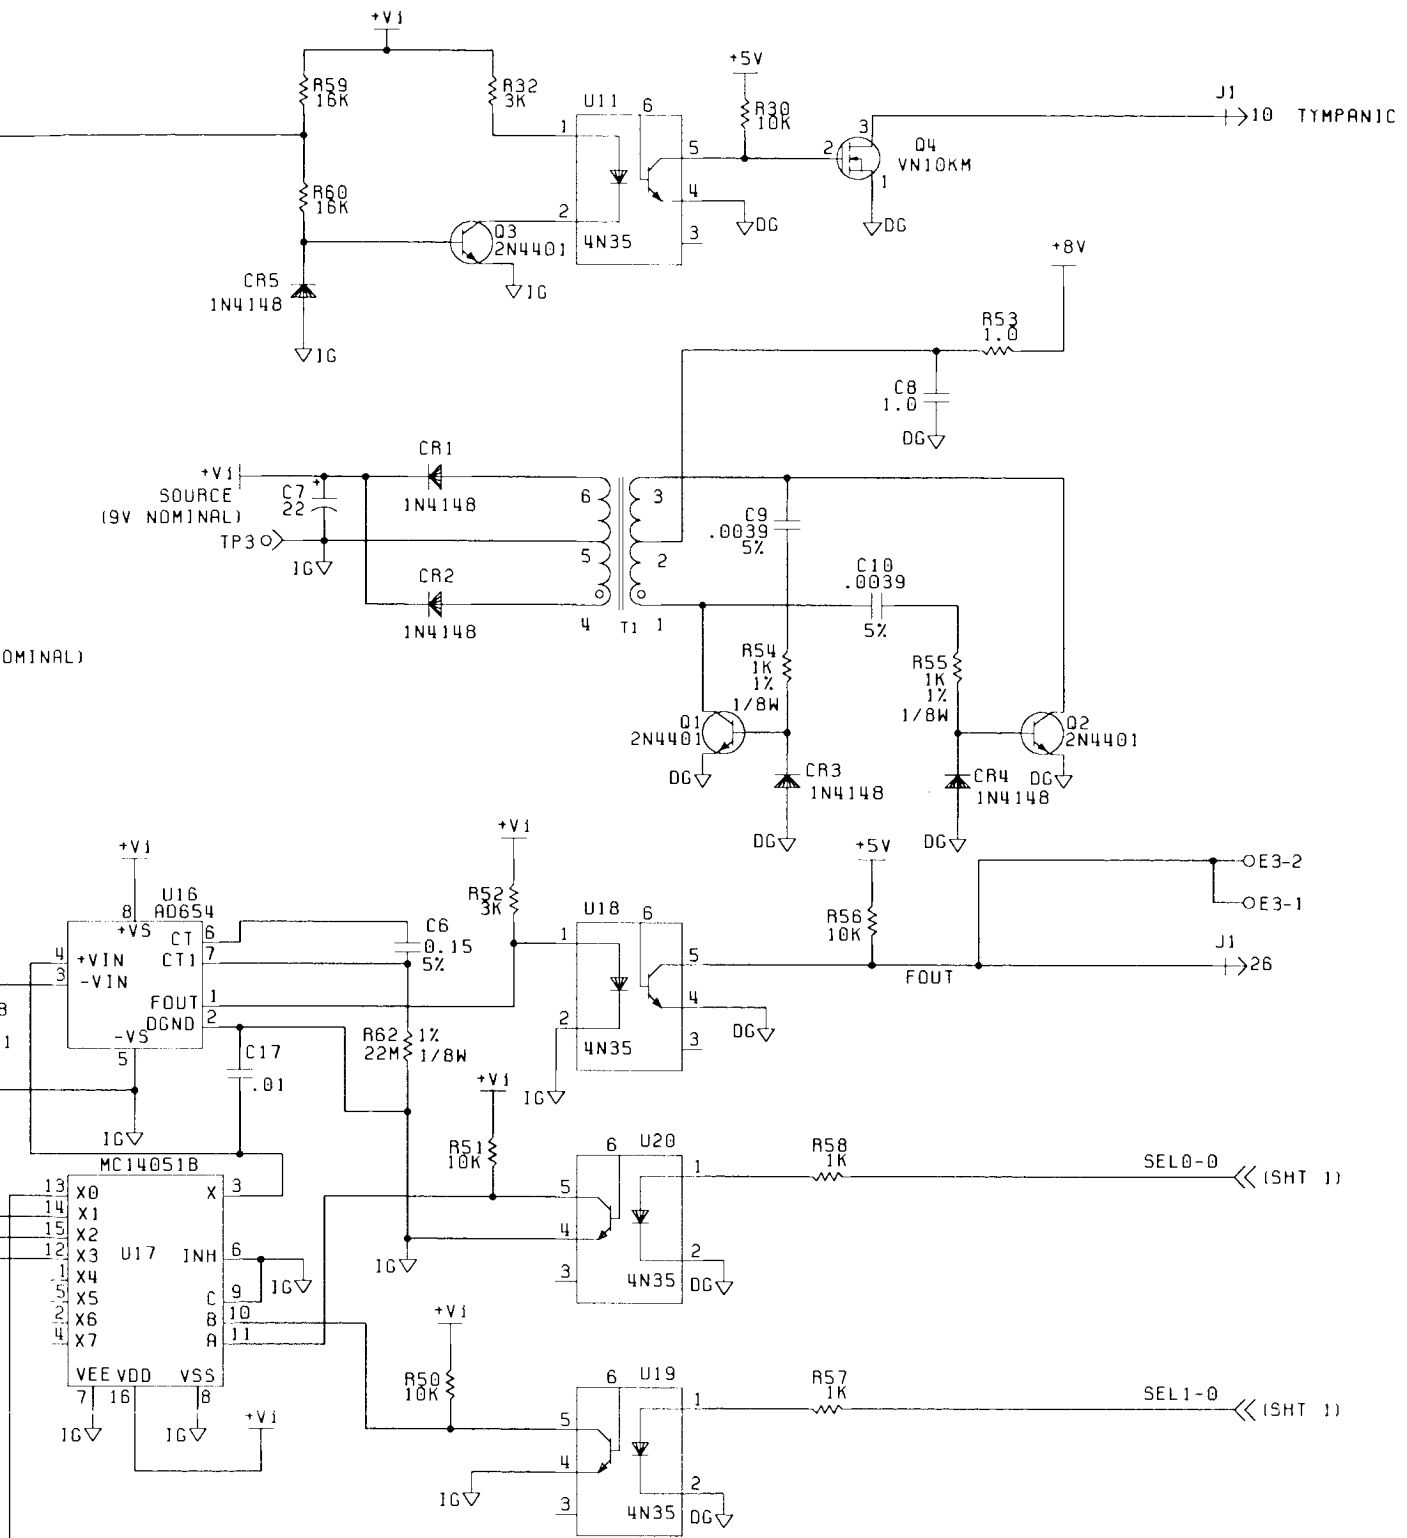 +Vi
R59
16K
R32
3K
U11
6
+5V
R30
10K
J1
10 TYMPANIC
1
5
2
3
Q4
VN10KM
1
R60
16K
4
2
DG
DG
Q3
2N4401
4N35
3
CR5
1N4148
IG
IG
+8V
R53
1.0
C8
1.0
DG
CR1
+Vi
SOURCE
(9V NOMINAL)
C7
+
22
1N4148
6
3
C9
.0039
5%
TP3
IG
5
2
CR2
C10
.0039
5%
1N4148
4
T1
1
OMINAL)
R54
1K
1%
1/8W
R55
1K
1%
1/8W
Q1
2N4401
Q2
2N4401
DG
CR3
1N4148
CR4
1N4148
DG
DG
DG
+Vi
+Vi
+5V
E3-2
E3-1
U16
AD654
8
+VS
CT
6
4
+VIN
CT1
7
3
-VIN
FOUT
1
DGND
2
-VS
5
8
1
C6
0.15
5%
R52
3K
U18
6
1
5
4
2
4N35
3
R56
10K
FOUT
J1
26
DG
IG
C17
.01
R62
22M
1%
1/8W
IG
+Vi
R51
10K
6
U20
1
R58
1K
SEL0-0
(SHT 1)
5
4
2
3
4N35
DG
MC14051B
13
X0
X
3
14
X1
15
X2
12
X3
U17
INH
6
1
X4
IG
5
X5
C
9
2
X6
B
10
4
X7
A
11
VEE
VDD
VSS
7
16
8
IG
IG
+Vi
IG
+Vi
R50
10K
6
U19
1
R57
1K
SEL1-0
(SHT 1)
5
4
2
IG
3
4N35
DG